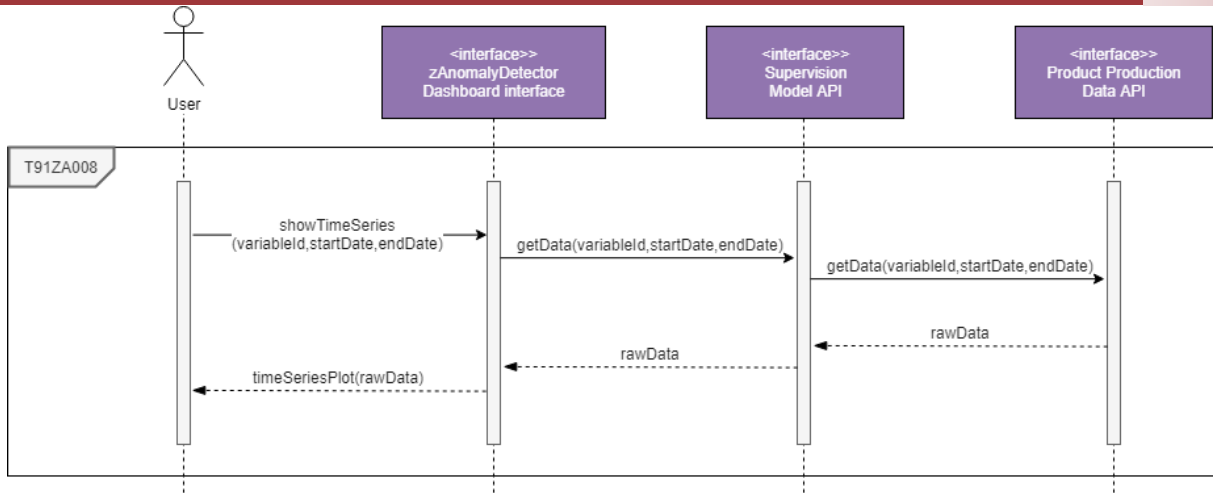 User
<interface>>
zAnomalyDetector
Dashboard interface
<interface>>
Supervision
Model API
<interface>>
Product Production
Data API
T91ZA008
showTimeSeries
(variableId,startDate,endDate)
getData(variableId,startDate,endDate)
getData(variableId,startDate,endDate)
rawData
rawData
timeSeriesPlot(rawData)